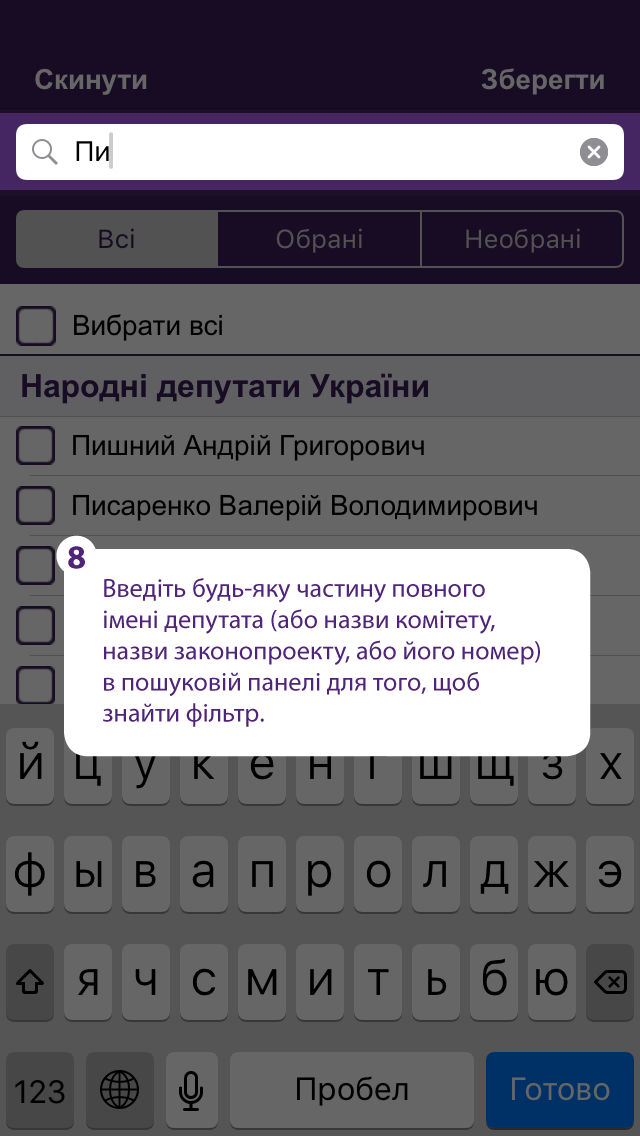 Скинути Зберегти
Пи
Всі Обрані Необрані
Вибрати всі
Народні депутати України
Пишний Андрій Григорович
Писаренко Валерій Володимирович
8
Введіть будь-яку частину повного
імені депутата (або назви комітету,
назви законопроекту, або його номер)
в пошуковій панелі для того, щоб
знайти фільтр.
й ц у к е н г ш щ з х
ф ы в а п р о л д ж э
я ч с м и т ь б ю
123 Пробел Готово